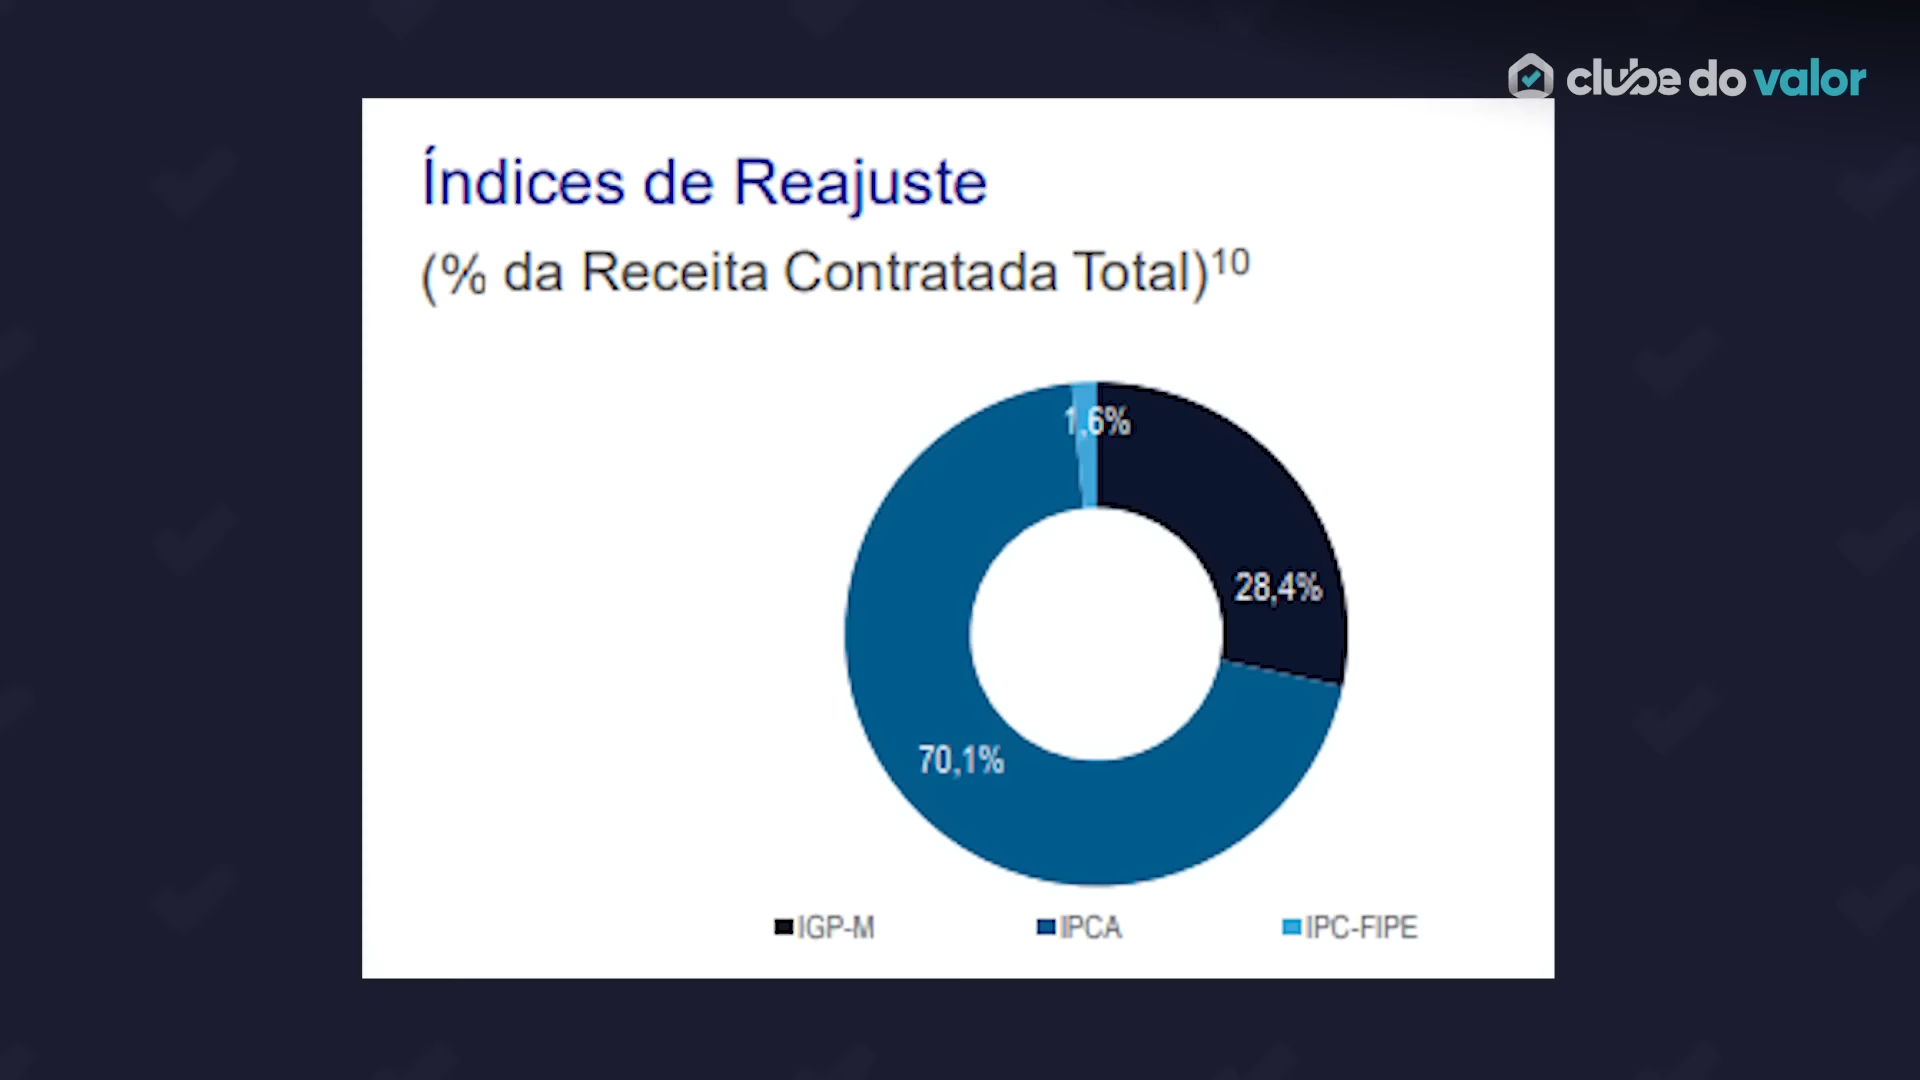 clube do valor
Índices de Reajuste
(% da Receita Contratada Total)¹⁰
1,6%
28,4%
70,1%
IGP-M IPCA IPC-FIPE